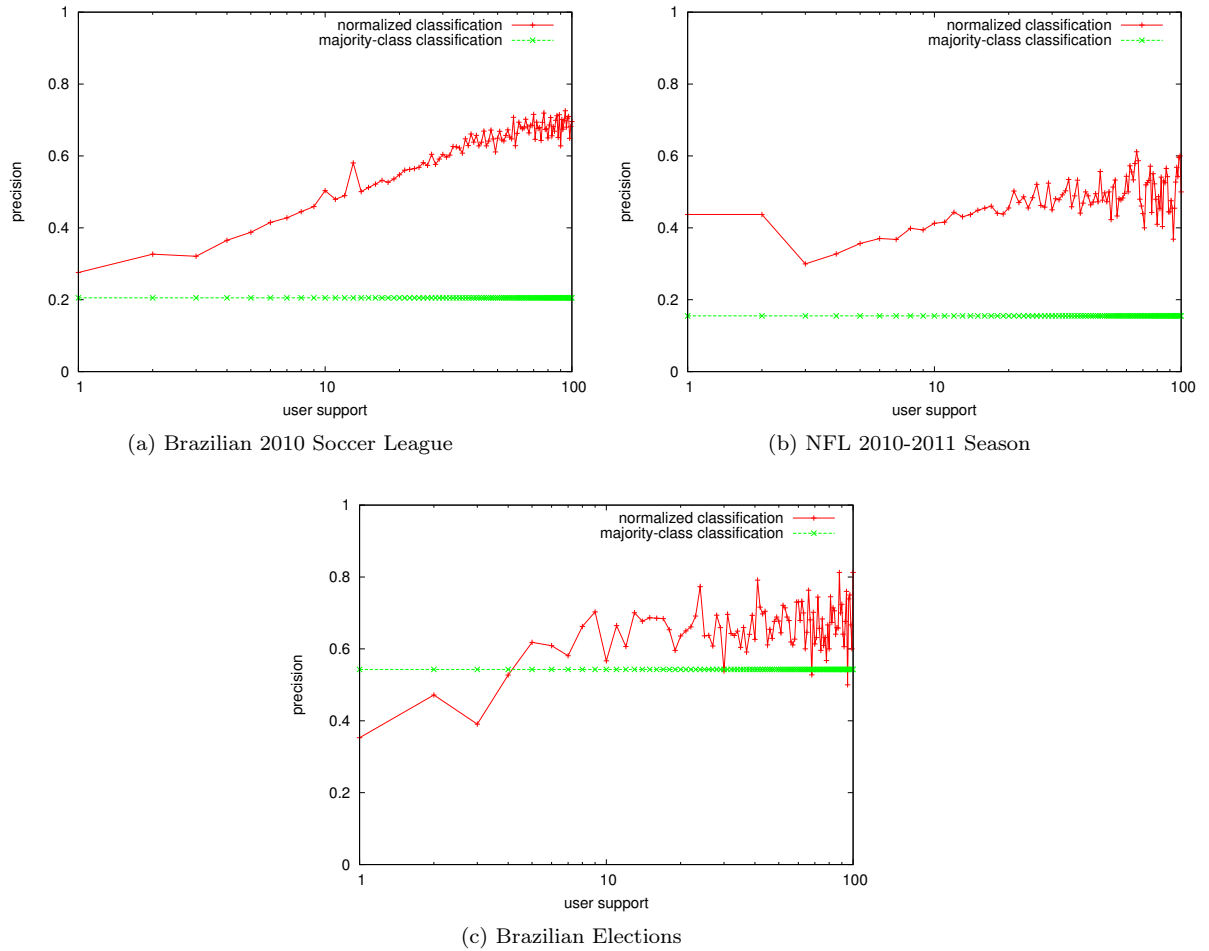 1
0.8
0.6
0.4
0.2
0
precision
normalized classification
majority-class classification
1
10
100
user support
(a) Brazilian 2010 Soccer League
1
0.8
0.6
0.4
0.2
0
precision
normalized classification
majority-class classification
1
10
100
user support
(b) NFL 2010-2011 Season
1
0.8
0.6
0.4
0.2
0
precision
normalized classification
majority-class classification
1
10
100
user support
(c) Brazilian Elections